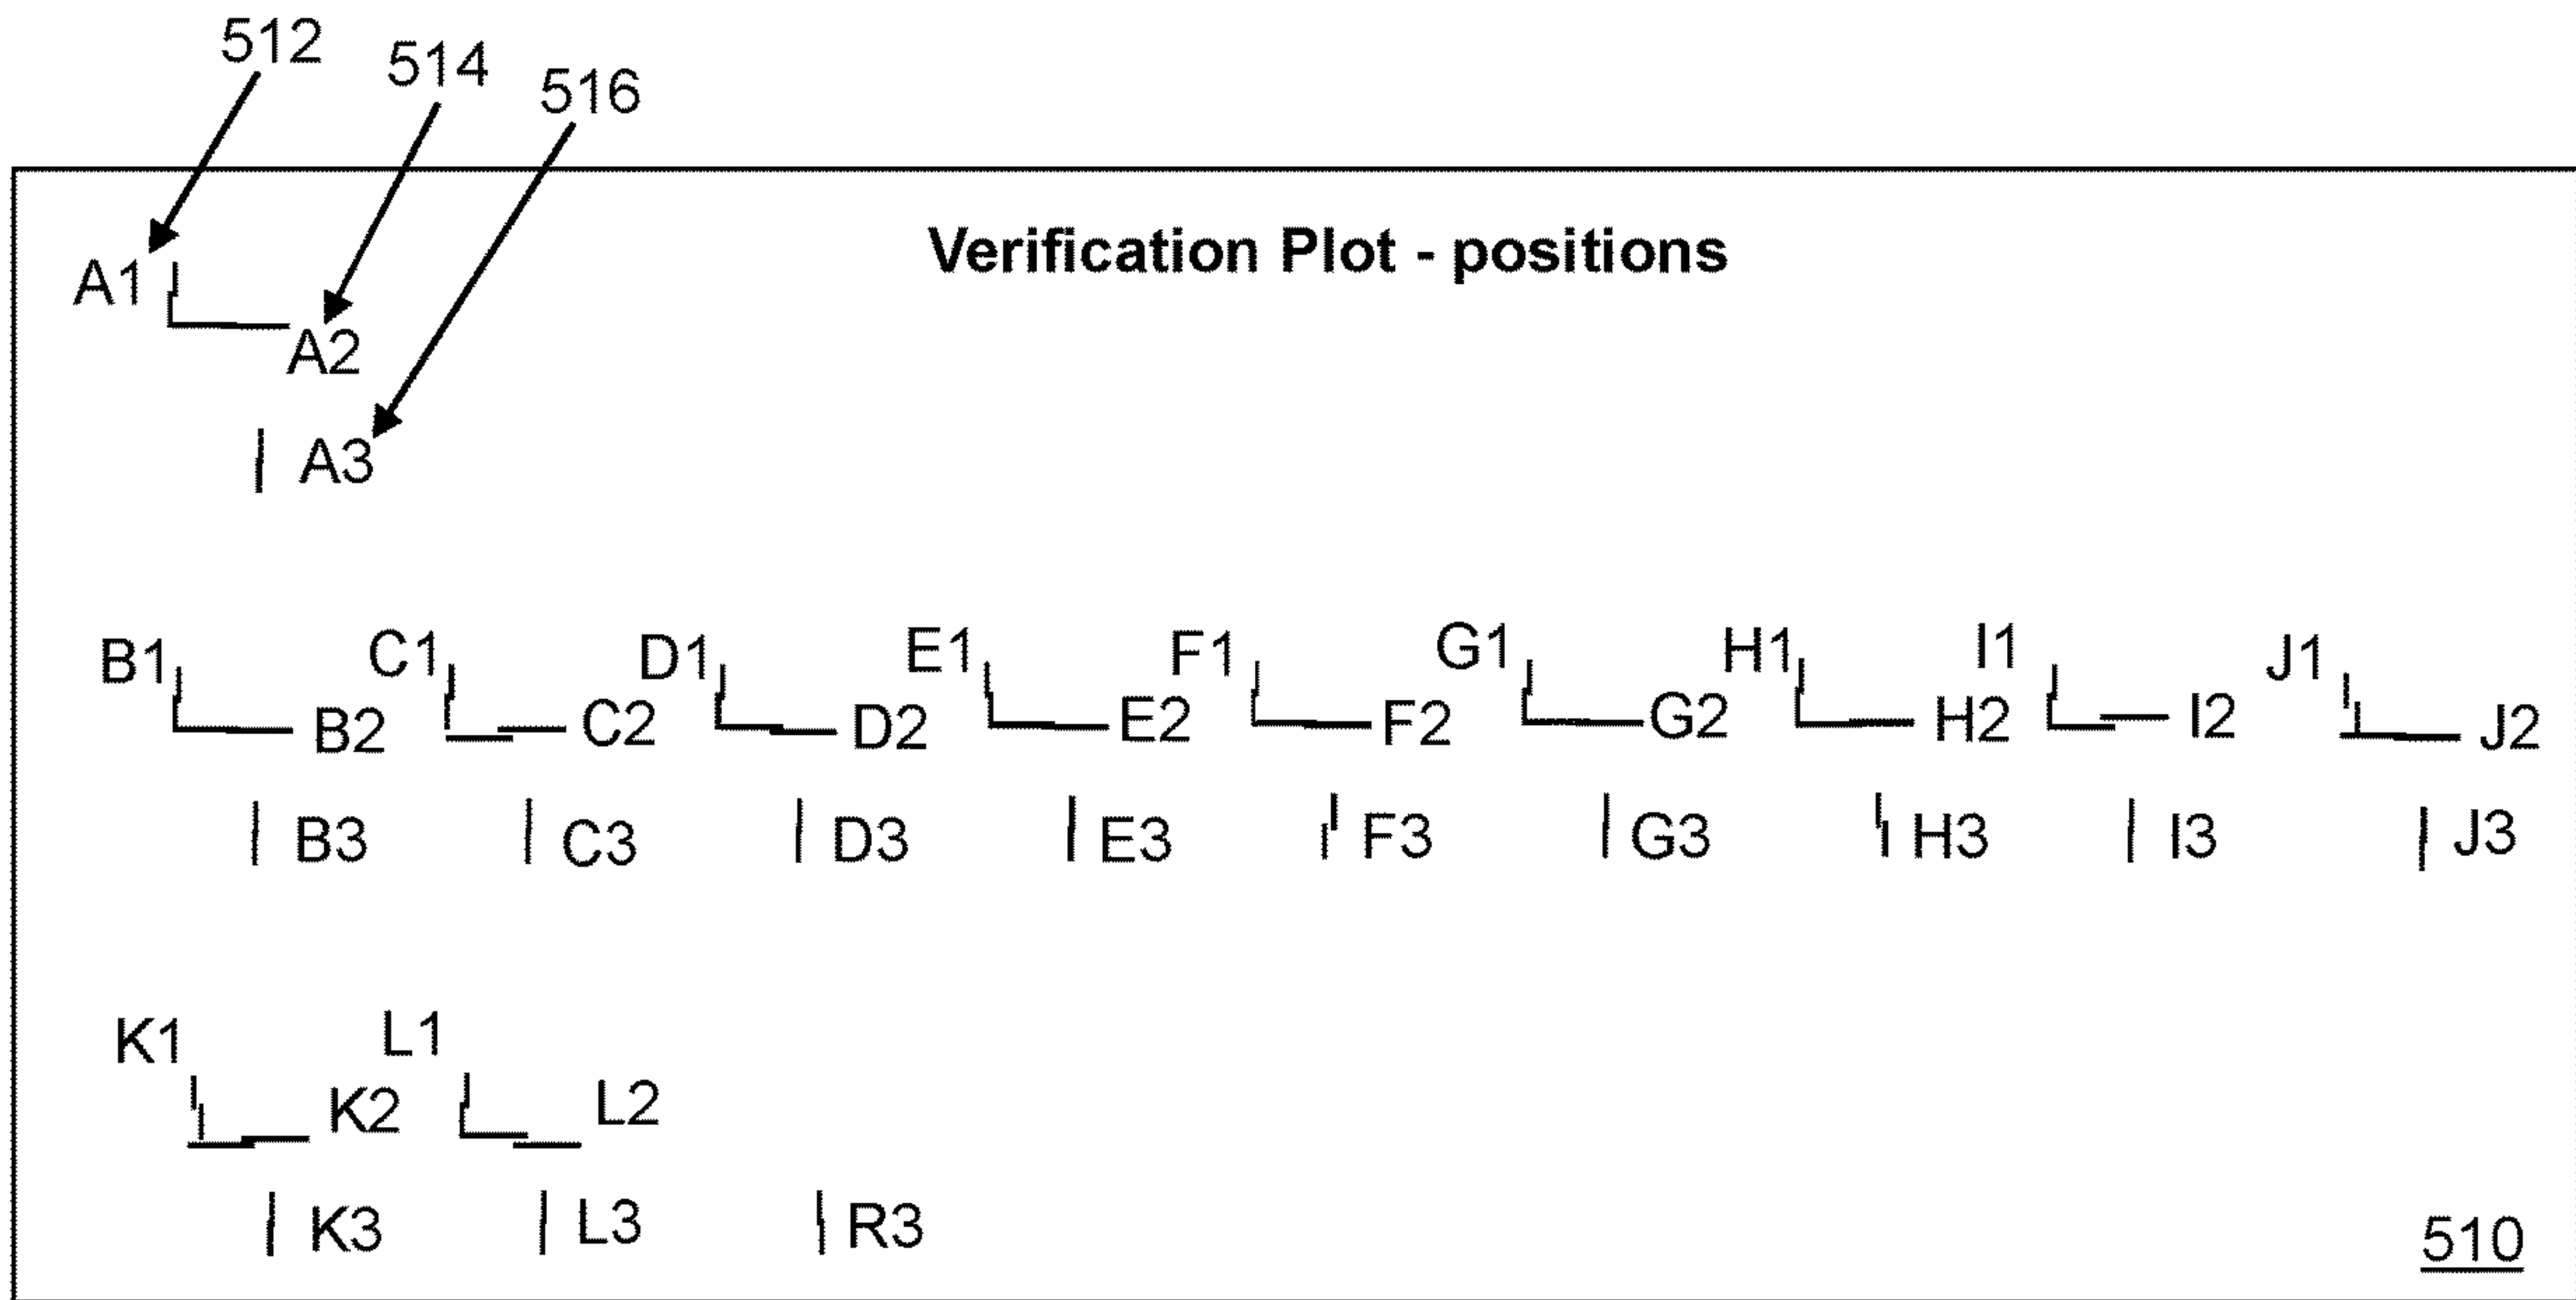 512
514
516
Verification Plot - positions
A1
A2
A3
B1 C1 D1 E1 F1 G1 H1 I1 J1
B2 C2 D2 E2 F2 G2 H2 I2 J2
B3 C3 D3 E3 F3 G3 H3 I3 J3
K1 L1
K2 L2
K3 L3 R3
510